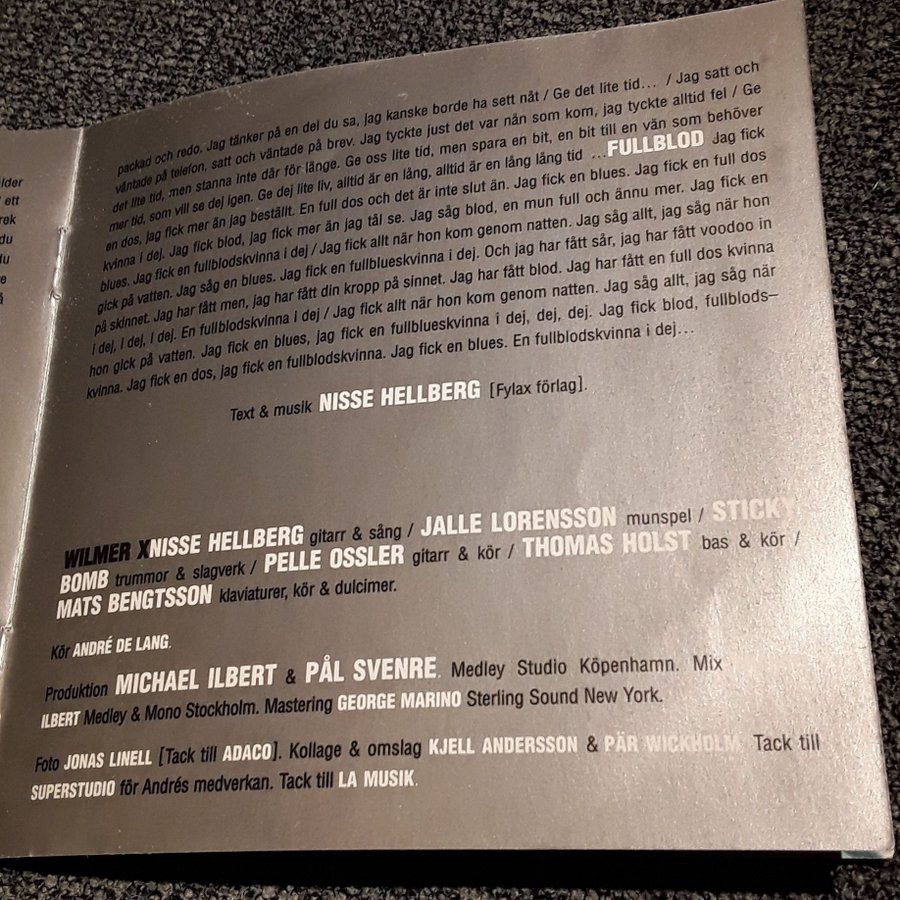 lder
ett
rek
du
du
re
å
packad och redo. Jag tänker på en del du sa, jag kanske borde ha sett nåt / Ge det lite tid... / Jag satt och
väntade på telefon, satt och väntade på brev. Jag tyckte just det var nån som kom, jag tyckte alltid fel / Ge
det lite tid, men stanna inte där för länge. Ge oss lite tid, men spara en bit, en bit till en vän som behöver
mer tid, som vill se dej igen. Ge dej lite liv, alltid är en lång, alltid är en lång lång tid ...FULLBLOD Jag fick
en dos, jag fick mer än jag beställt. En full dos och det är inte slut än. Jag fick en blues. Jag fick en full dos
kvinna i dej. Jag fick blod, jag fick mer än jag tål se. Jag såg blod, en mun full och ännu mer. Jag fick en
blues. Jag fick en fullblodskvinna i dej / Jag fick allt när hon kom genom natten. Jag såg allt, jag såg när hon
gick på vatten. Jag såg en blues. Jag fick en fullblueskvinna i dej. Och jag har fått sår, jag har fått voodoo in
på skinnet. Jag har fått men, jag har fått din kropp på sinnet. Jag har fått blod. Jag har fått en full dos kvinna
i dej, i dej, i dej. En fullblodskvinna i dej / Jag fick allt när hon kom genom natten. Jag såg allt, jag såg när
hon gick på vatten. Jag fick en blues, jag fick en fullblueskvinna i dej, dej, dej. Jag fick blod, fullblods–
kvinna. Jag fick en dos, jag fick en fullblodskvinna. Jag fick en blues. En fullblodskvinna i dej...
Text & musik NISSE HELLBERG [Fylax förlag].
WILMER X NISSE HELLBERG gitarr & sång / JALLE LORENSSON munspel / STICKY
BOMB trummor & slagverk / PELLE OSSLER gitarr & kör / THOMAS HOLST bas & kör /
MATS BENGTSSON klaviaturer, kör & dulcimer.
Kör ANDRÉ DE LANG.
Produktion MICHAEL ILBERT & PÅL SVENRE. Medley Studio Köpenhamn. Mix
ILBERT Medley & Mono Stockholm. Mastering GEORGE MARINO Sterling Sound New York.
Foto JONAS LINELL [Tack till ADACO]. Kollage & omslag KJELL ANDERSSON & PÄR WICKHOLM. Tack till
SUPERSTUDIO för Andrés medverkan. Tack till LA MUSIK.